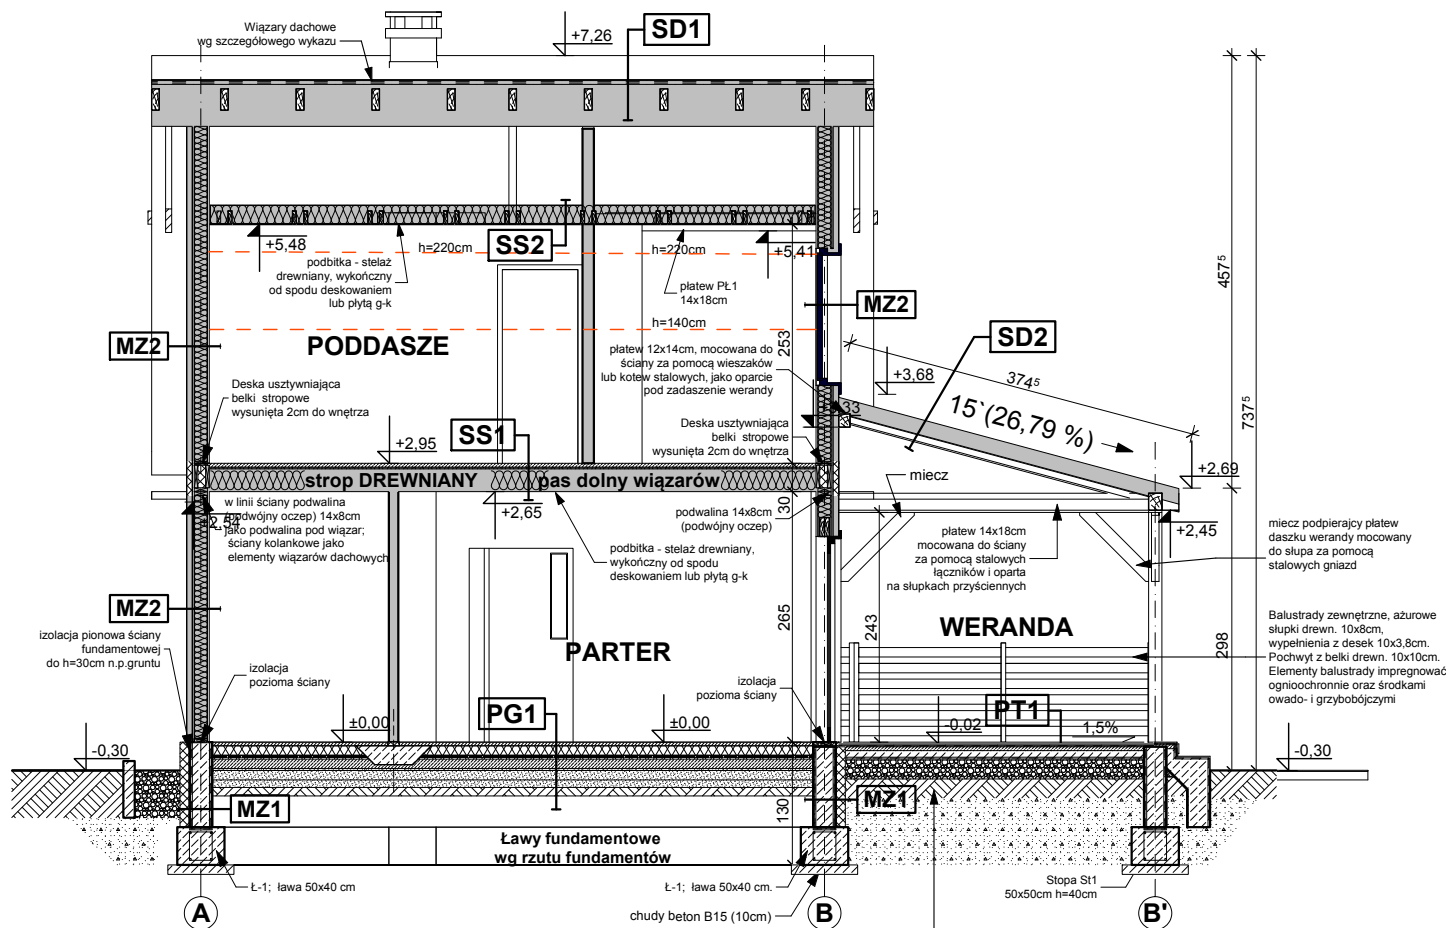 Wiązary dachowe
wg szczegółowego wykazu
+7,26
SD1
+5,48
podbitka - stelaż
drewniany, wykończny
od spodu deskowaniem
lub płytą g-k
h=220cm
SS2
h=220cm
+5,41
płatew PŁ1
14x18cm
h=140cm
MZ2
MZ2
PODDASZE
253
457⁵
737⁵
SD2
374⁵
15`(26,79 %)
+3,68
33
płatew 12x14cm, mocowana do
ściany za pomocą wieszaków
lub kotew stalowych, jako oparcie
pod zadaszenie werandy
Deska usztywniająca
belki stropowe
wysunięta 2cm do wnętrza
Deska usztywniająca
belki stropowe
wysunięta 2cm do wnętrza
+2,95
SS1
strop DREWNIANY
pas dolny wiązarów
+2,65
30
miecz
+2,69
+2,45
+2,54
w linii ściany podwalina
(podwójny oczep) 14x8cm
jako podwalina pod wiązar;
ściany kolankowe jako
elementy wiązarów dachowych
podwalina 14x8cm
(podwójny oczep)
podbitka - stelaż drewniany,
wykończny od spodu
deskowaniem lub płytą g-k
płatew 14x18cm
mocowana do ściany
za pomocą stalowych
łączników i oparta
na słupkach przyściennych
miecz podpierajcy płatew
daszku werandy mocowany
do słupa za pomocą
stalowych gniazd
MZ2
izolacja pionowa ściany
fundamentowej
do h=30cm n.p.gruntu
izolacja
pozioma ściany
PARTER
265
243
WERANDA
298
Balustrady zewnętrzne, ażurowe
słupki drewn. 10x8cm,
wypełnienia z desek 10x3,8cm.
Pochwyt z belki drewn. 10x10cm.
Elementy balustrady impregnować
ognioochronnie oraz środkami
owado- i grzybobójczymi
izolacja
pozioma ściany
±0,00
PG1
±0,00
-0,02
PT1
1,5%
-0,30
-0,30
MZ1
130
MZ1
Ławy fundamentowe
wg rzutu fundamentów
Ł-1; ława 50x40 cm
Ł-1; ława 50x40 cm.
chudy beton B15 (10cm)
Stopa St1
50x50cm h=40cm
A
B
B'